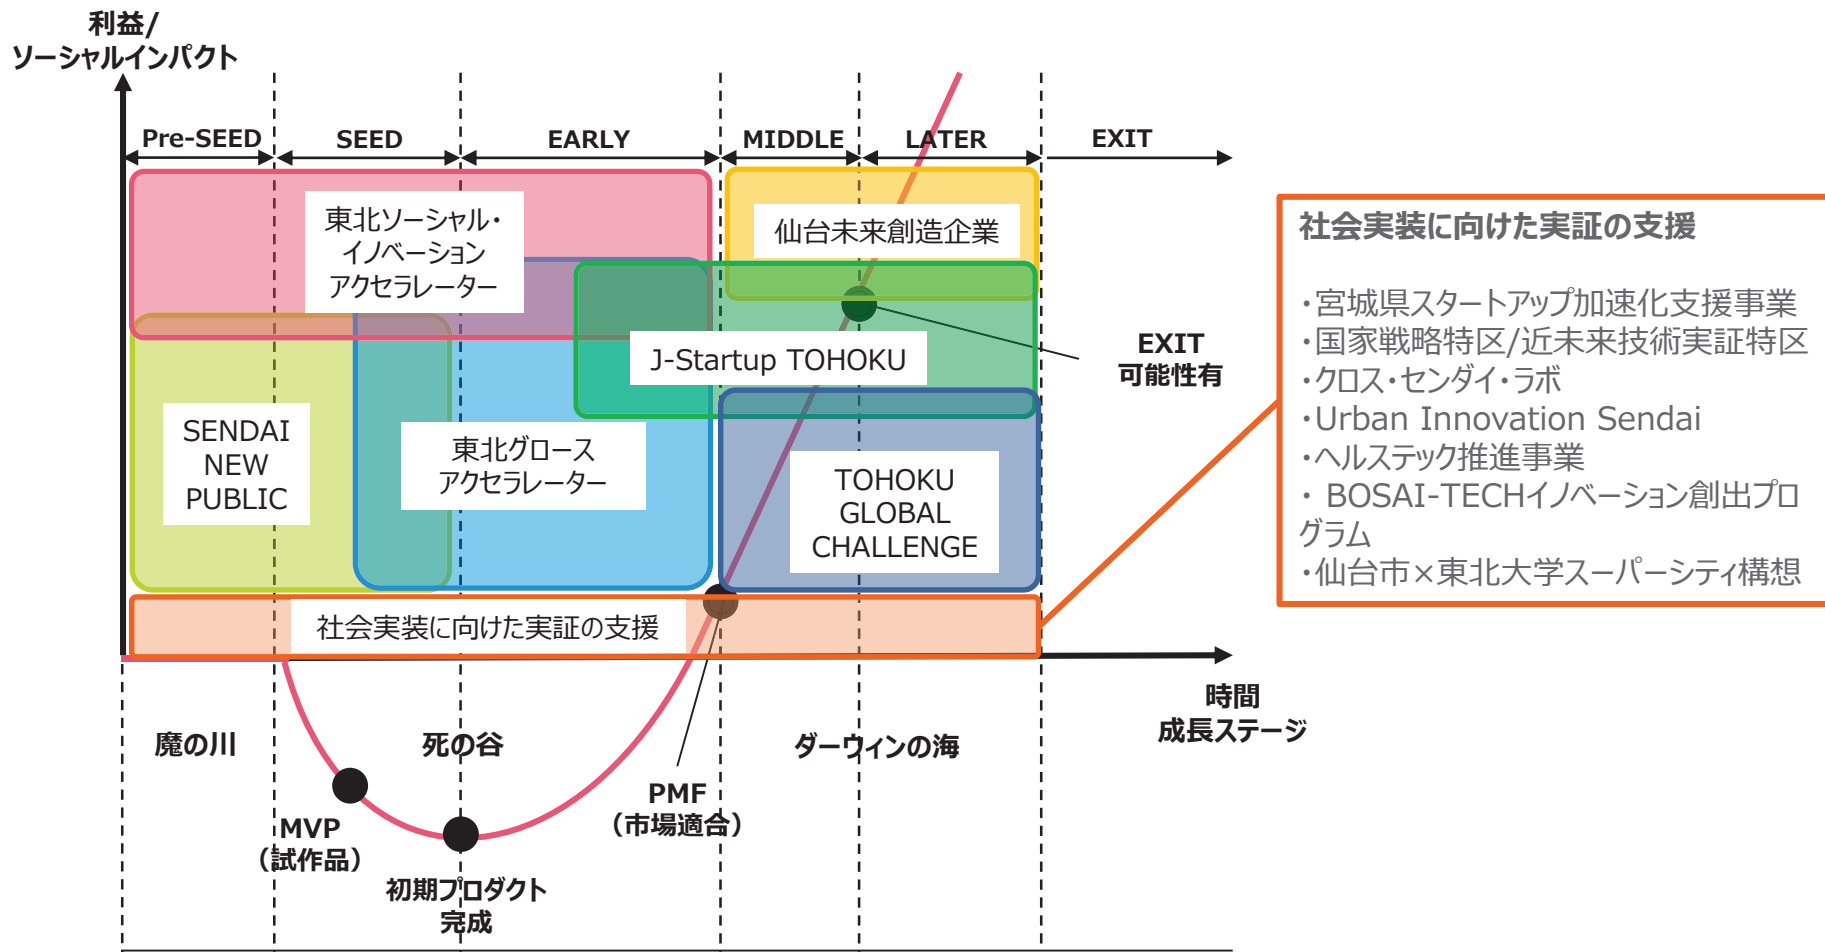 利益/
ソーシャルインパクト
Pre-SEED
SEED
EARLY
MIDDLE
LATER
EXIT
東北ソーシャル・
イノベーション
アクセラレーター
仙台未来創造企業
J-Startup TOHOKU
EXIT
可能性有
SENDAI
NEW
PUBLIC
東北グロース
アクセラレーター
TOHOKU
GLOBAL
CHALLENGE
社会実装に向けた実証の支援
社会実装に向けた実証の支援
・宮城県スタートアップ加速化支援事業
・国家戦略特区/近未来技術実証特区
・クロス・センダイ・ラボ
・Urban Innovation Sendai
・ヘルステック推進事業
・ BOSAI-TECHイノベーション創出プロ
グラム
・仙台市×東北大学スーパーシティ構想
時間
成長ステージ
魔の川
死の谷
ダーウィンの海
MVP
（試作品）
初期プロダクト
完成
PMF
（市場適合）